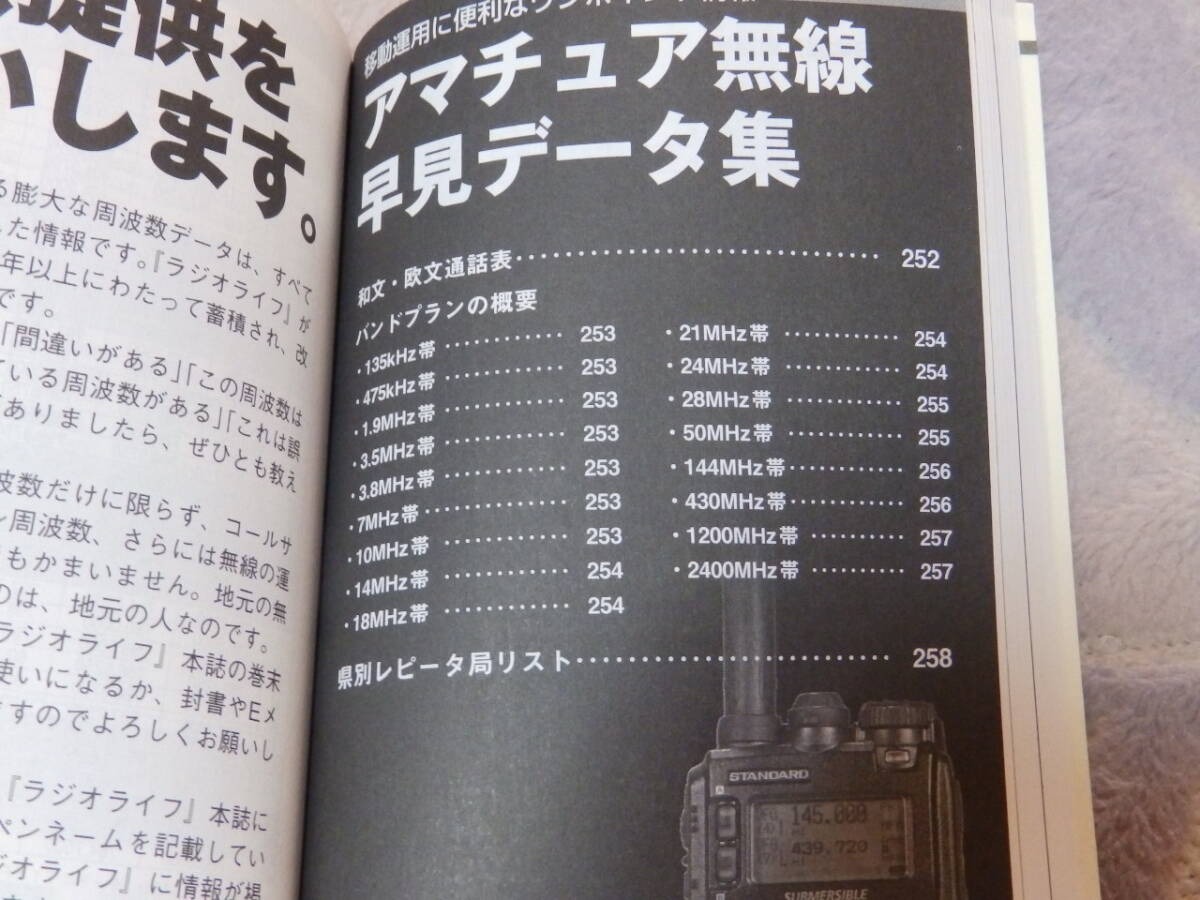 提供を
いします。
る膨大な周波数データは、すべて
した情報です。『ラジオライフ』が
年以上にわたって蓄積され、改
です。
「間違いがある」「この周波数は
ている周波数がある」「これは誤
がありましたら、ぜひとも教え
波数だけに限らず、コールサ
周波数、さらには無線の運
もかまいません。地元の無
のは、地元の人なのです。
ラジオライフ』本誌の巻末
使いになるか、封書やEメ
ますのでよろしくお願いし
『ラジオライフ』本誌に
ペンネームを記載してい
ジオライフ』に情報が掲
移動運用に便利な
アマチュア無線
早見データ集
和文・欧文通話表 252
バンドプランの概要
・135kHz帯 253
・475kHz帯 253
・1.9MHz帯 253
・3.5MHz帯 253
・3.8MHz帯 253
・7MHz帯 253
・10MHz帯 253
・14MHz帯 254
・18MHz帯 254
・21MHz帯 254
・24MHz帯 254
・28MHz帯 255
・50MHz帯 255
・144MHz帯 256
・430MHz帯 256
・1200MHz帯 257
・2400MHz帯 257
県別レピータ局リスト 258
STANDARD
145.000
439.720
SUBMERSIBLE